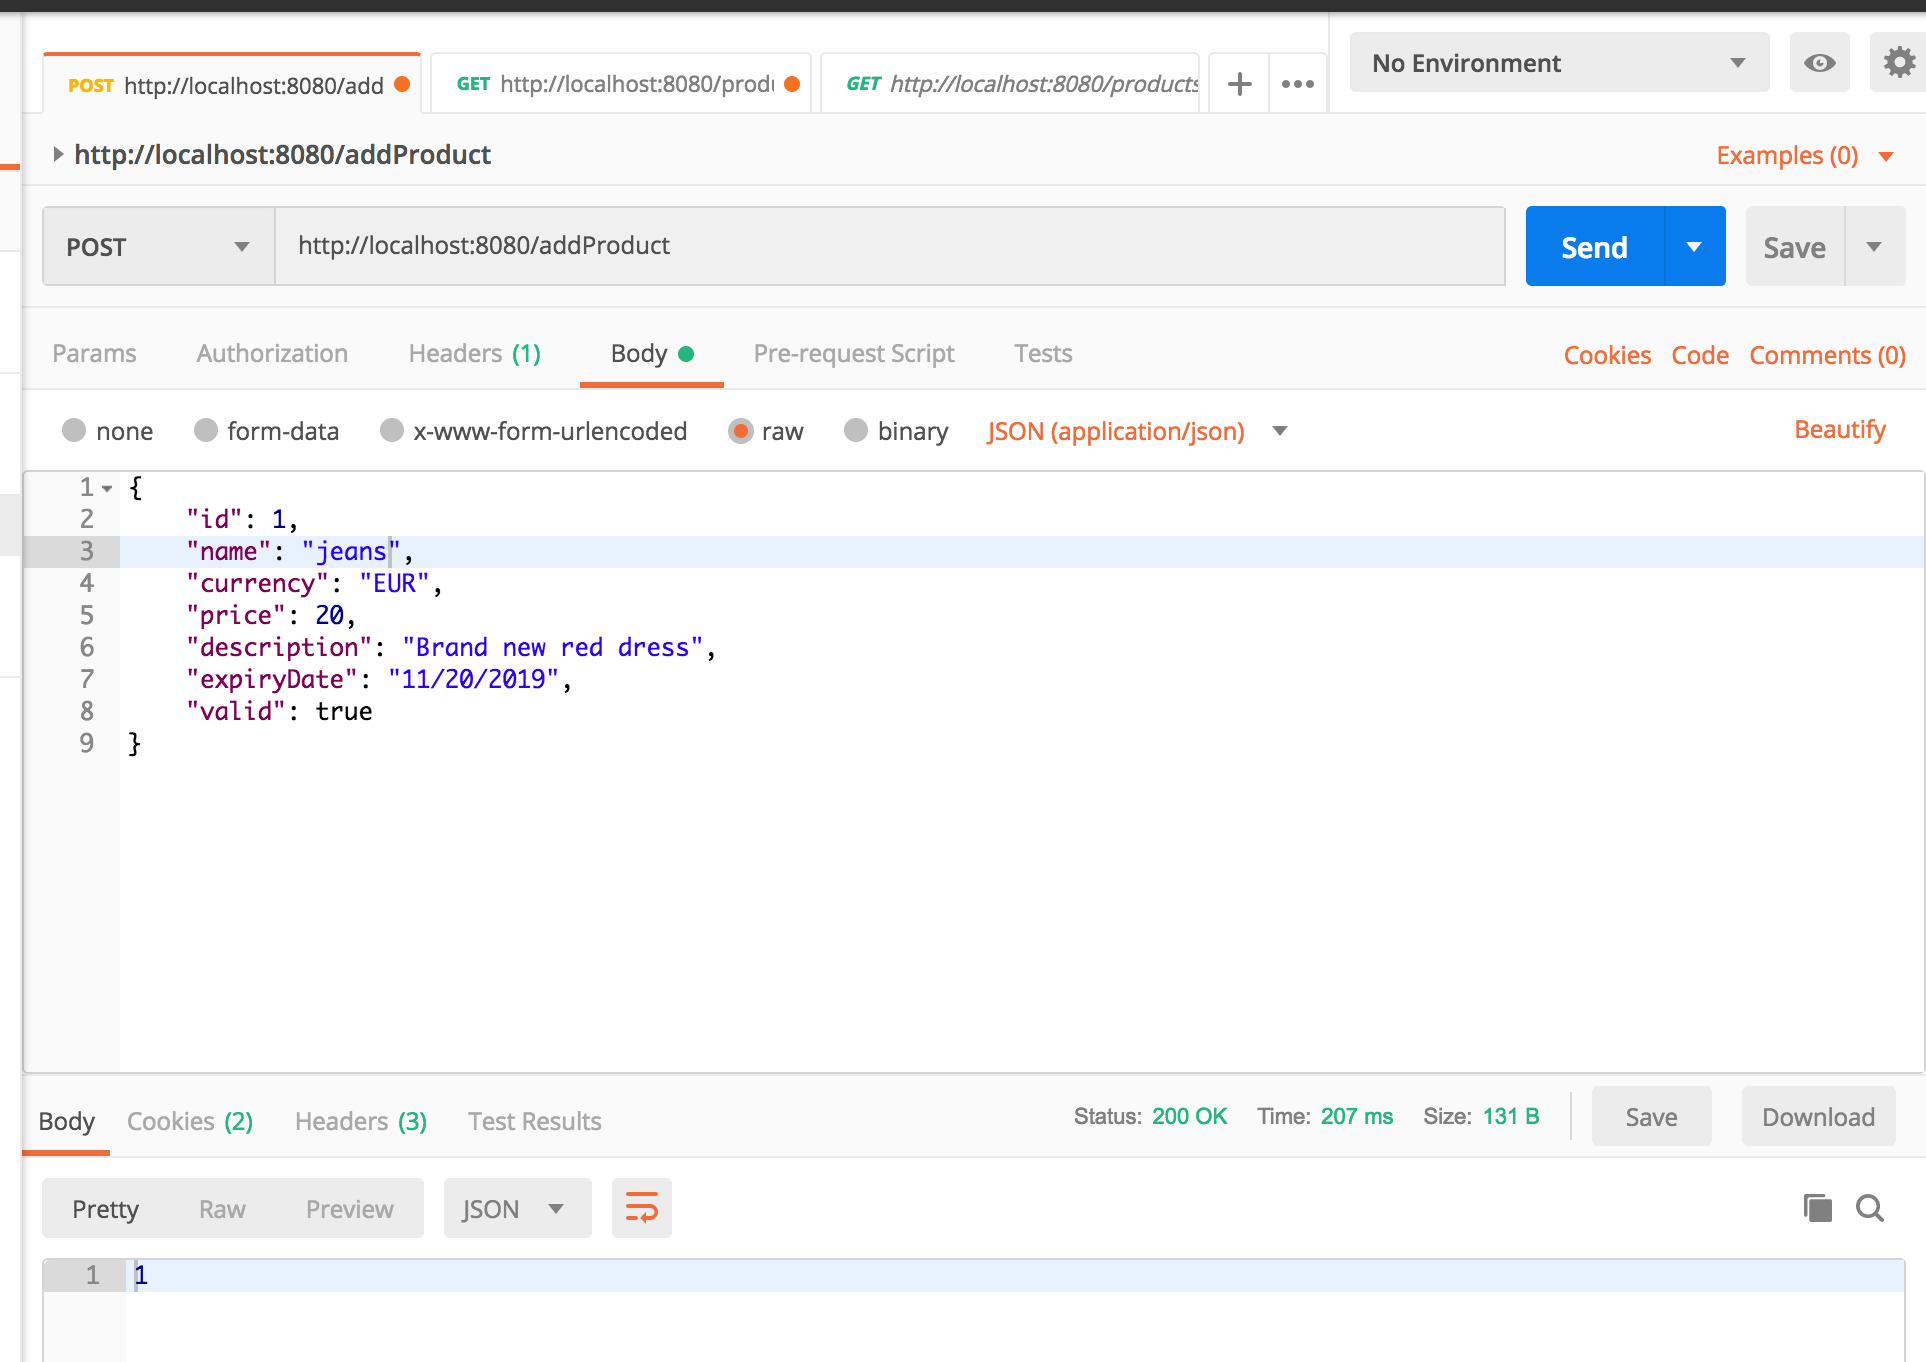 POST http://localhost:8080/add GET http://localhost:8080/produ GET http://localhost:8080/products No Environment
http://localhost:8080/addProduct Examples (0)
POST http://localhost:8080/addProduct Send Save
Params Authorization Headers (1) Body Pre-request Script Tests Cookies Code Comments (0)
none form-data x-www-form-urlencoded raw binary JSON (application/json) Beautify
1 {
2 "id": 1,
3 "name": "jeans",
4 "currency": "EUR",
5 "price": 20,
6 "description": "Brand new red dress",
7 "expiryDate": "11/20/2019",
8 "valid": true
9 }
Body Cookies (2) Headers (3) Test Results Status: 200 OK Time: 207 ms Size: 131 B Save Download
Pretty Raw Preview JSON
1 1